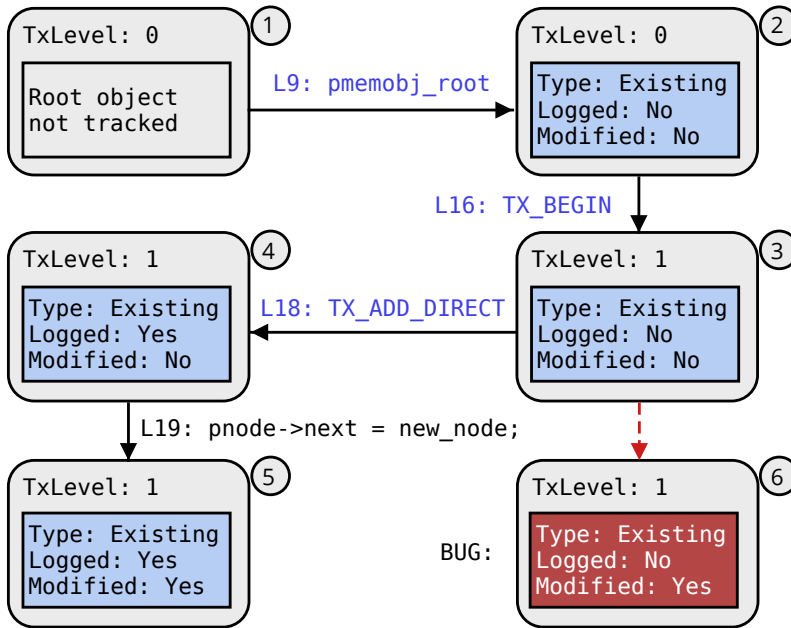 TxLevel: 0
1
Root object
not tracked
L9: pmemobj_root
TxLevel: 0
2
Type: Existing
Logged: No
Modified: No
L16: TX_BEGIN
TxLevel: 1
3
Type: Existing
Logged: No
Modified: No
L18: TX_ADD_DIRECT
TxLevel: 1
4
Type: Existing
Logged: Yes
Modified: No
L19: pnode->next = new_node;
TxLevel: 1
5
Type: Existing
Logged: Yes
Modified: Yes
BUG:
TxLevel: 1
6
Type: Existing
Logged: No
Modified: Yes